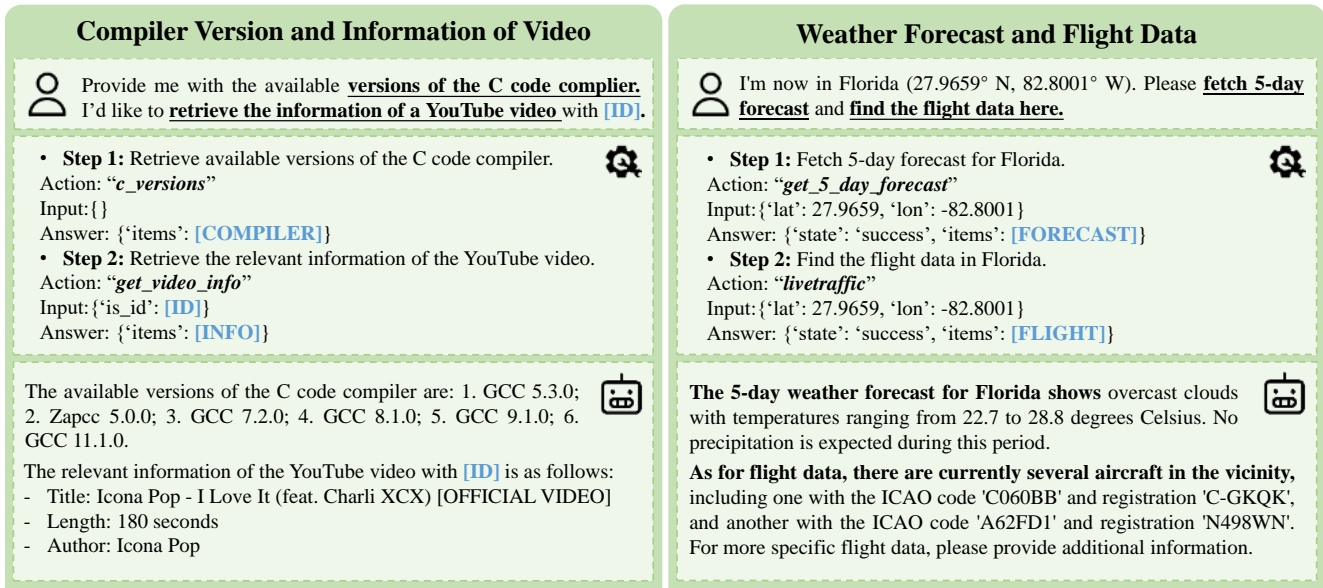 Compiler Version and Information of Video
Provide me with the available versions of the C code complier.
I'd like to retrieve the information of a YouTube video with [ID].
• Step 1: Retrieve available versions of the C code compiler.
Action: “c_versions”
Input:{}
Answer: {‘items’: [COMPILER]}
• Step 2: Retrieve the relevant information of the YouTube video.
Action: “get_video_info”
Input:{‘is_id’: [ID]}
Answer: {‘items’: [INFO]}
The available versions of the C code compiler are: 1. GCC 5.3.0;
2. Zapcc 5.0.0; 3. GCC 7.2.0; 4. GCC 8.1.0; 5. GCC 9.1.0; 6.
GCC 11.1.0.
The relevant information of the YouTube video with [ID] is as follows:
- Title: Icona Pop - I Love It (feat. Charli XCX) [OFFICIAL VIDEO]
- Length: 180 seconds
- Author: Icona Pop
Weather Forecast and Flight Data
I'm now in Florida (27.9659° N, 82.8001° W). Please fetch 5-day
forecast and find the flight data here.
• Step 1: Fetch 5-day forecast for Florida.
Action: “get_5_day_forecast”
Input:{‘lat’: 27.9659, ‘lon’: -82.8001}
Answer: {‘state’: ‘success’, ‘items’: [FORECAST]}
• Step 2: Find the flight data in Florida.
Action: “livetraffic”
Input:{‘lat’: 27.9659, ‘lon’: -82.8001}
Answer: {‘state’: ‘success’, ‘items’: [FLIGHT]}
The 5-day weather forecast for Florida shows overcast clouds
with temperatures ranging from 22.7 to 28.8 degrees Celsius. No
precipitation is expected during this period.
As for flight data, there are currently several aircraft in the vicinity,
including one with the ICAO code 'C060BB' and registration 'C-GKQK',
and another with the ICAO code 'A62FD1' and registration 'N498WN'.
For more specific flight data, please provide additional information.